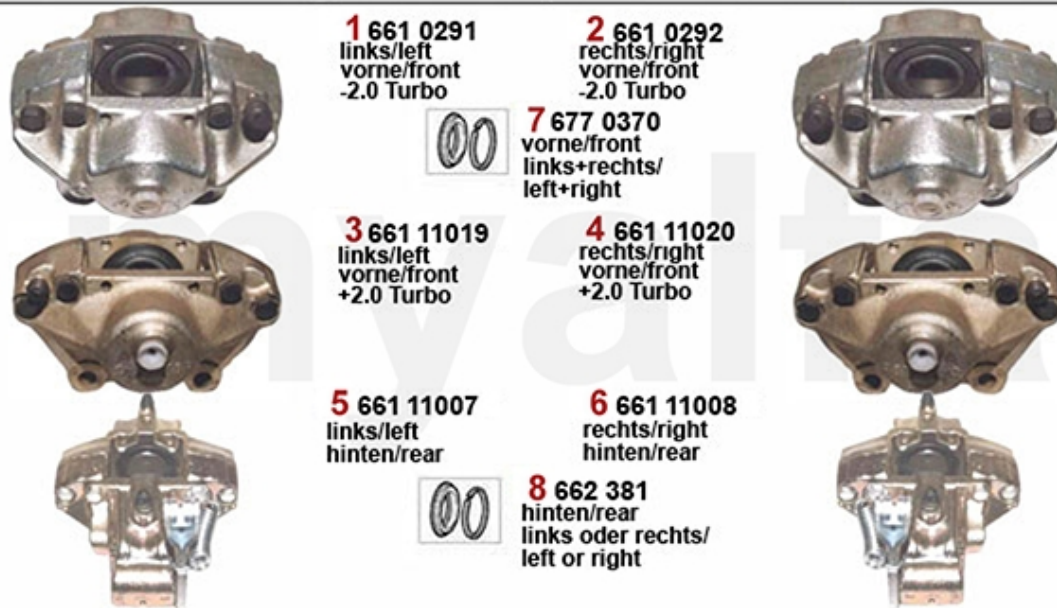 1 661 0291
links/left
vorne/front
-2.0 Turbo
2 661 0292
rechts/right
vorne/front
-2.0 Turbo
7 677 0370
vorne/front
links+rechts/
left+right
3 661 11019
links/left
vorne/front
+2.0 Turbo
4 661 11020
rechts/right
vorne/front
+2.0 Turbo
5 661 11007
links/left
hinten/rear
6 661 11008
rechts/right
hinten/rear
8 662 381
hinten/rear
links oder rechts/
left or right
myalfa